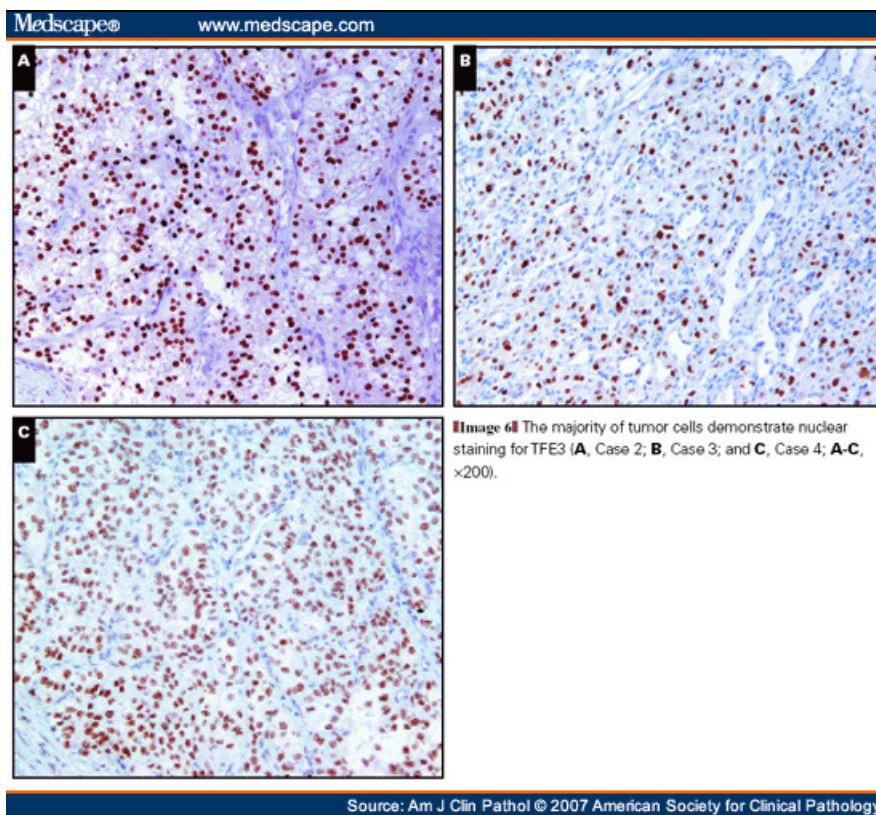 Medscape® www.medscape.com
A
B
C
Image 6 The majority of tumor cells demonstrate nuclear
staining for TFE3 (A, Case 2; B, Case 3; and C, Case 4; A-C,
×200).
Source: Am J Clin Pathol © 2007 American Society for Clinical Pathology